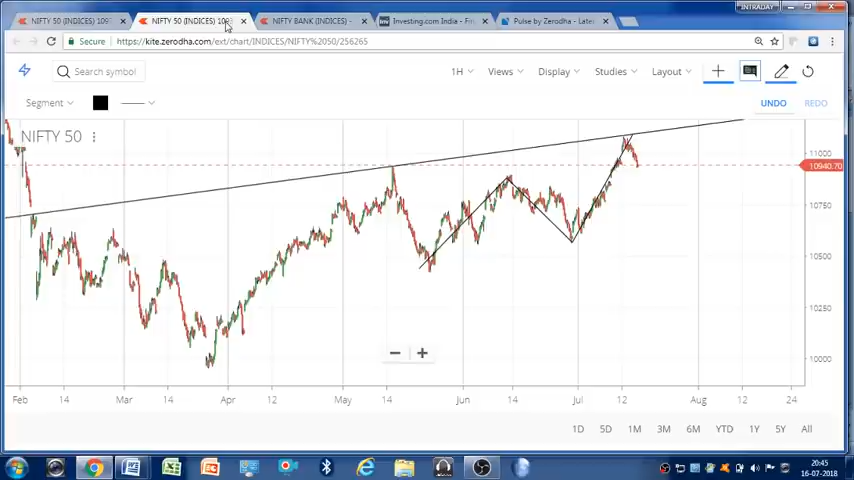 INTRADAY
NIFTY 50 (INDICES) 109
NIFTY 50 (INDICES) 109
NIFTY BANK (INDICES) -
Investing.com India - Fin
Pulse by Zerodha - Lates
Secure
https://kite.zerodha.com/ext/chart/INDICES/NIFTY%2050/256265
Search symbol
1H
Views
Display
Studies
Layout
Segment
UNDO
REDO
NIFTY 50
11000
10940.70
10750
10500
10250
10000
Feb 14 Mar 14 Apr 14 May 14 Jun 14 Jul 12 Aug 12 24
1D 5D 1M 3M 6M YTD 1Y 5Y All
20:45
16-07-2018